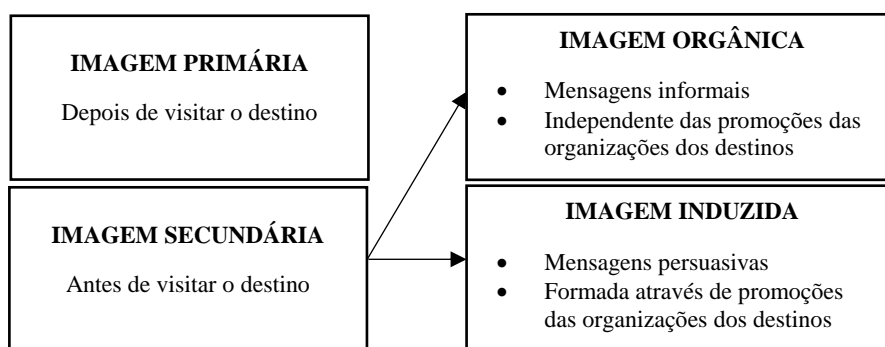 IMAGEM PRIMÁRIA
Depois de visitar o destino
IMAGEM SECUNDÁRIA
Antes de visitar o destino
IMAGEM ORGÂNICA
• Mensagens informais
• Independente das promoções das
organizações dos destinos
IMAGEM INDUZIDA
• Mensagens persuasivas
• Formada através de promoções
das organizações dos destinos